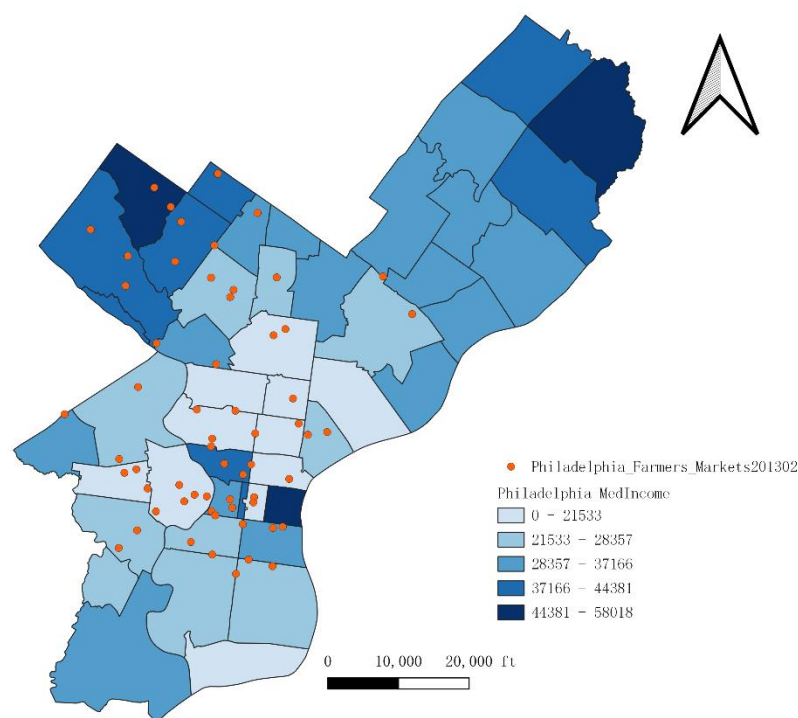 Philadelphia_Farmers_Markets201302
Philadelphia MedIncome
0 - 21533
21533 - 28357
28357 - 37166
37166 - 44381
44381 - 58018
0 10,000 20,000 ft